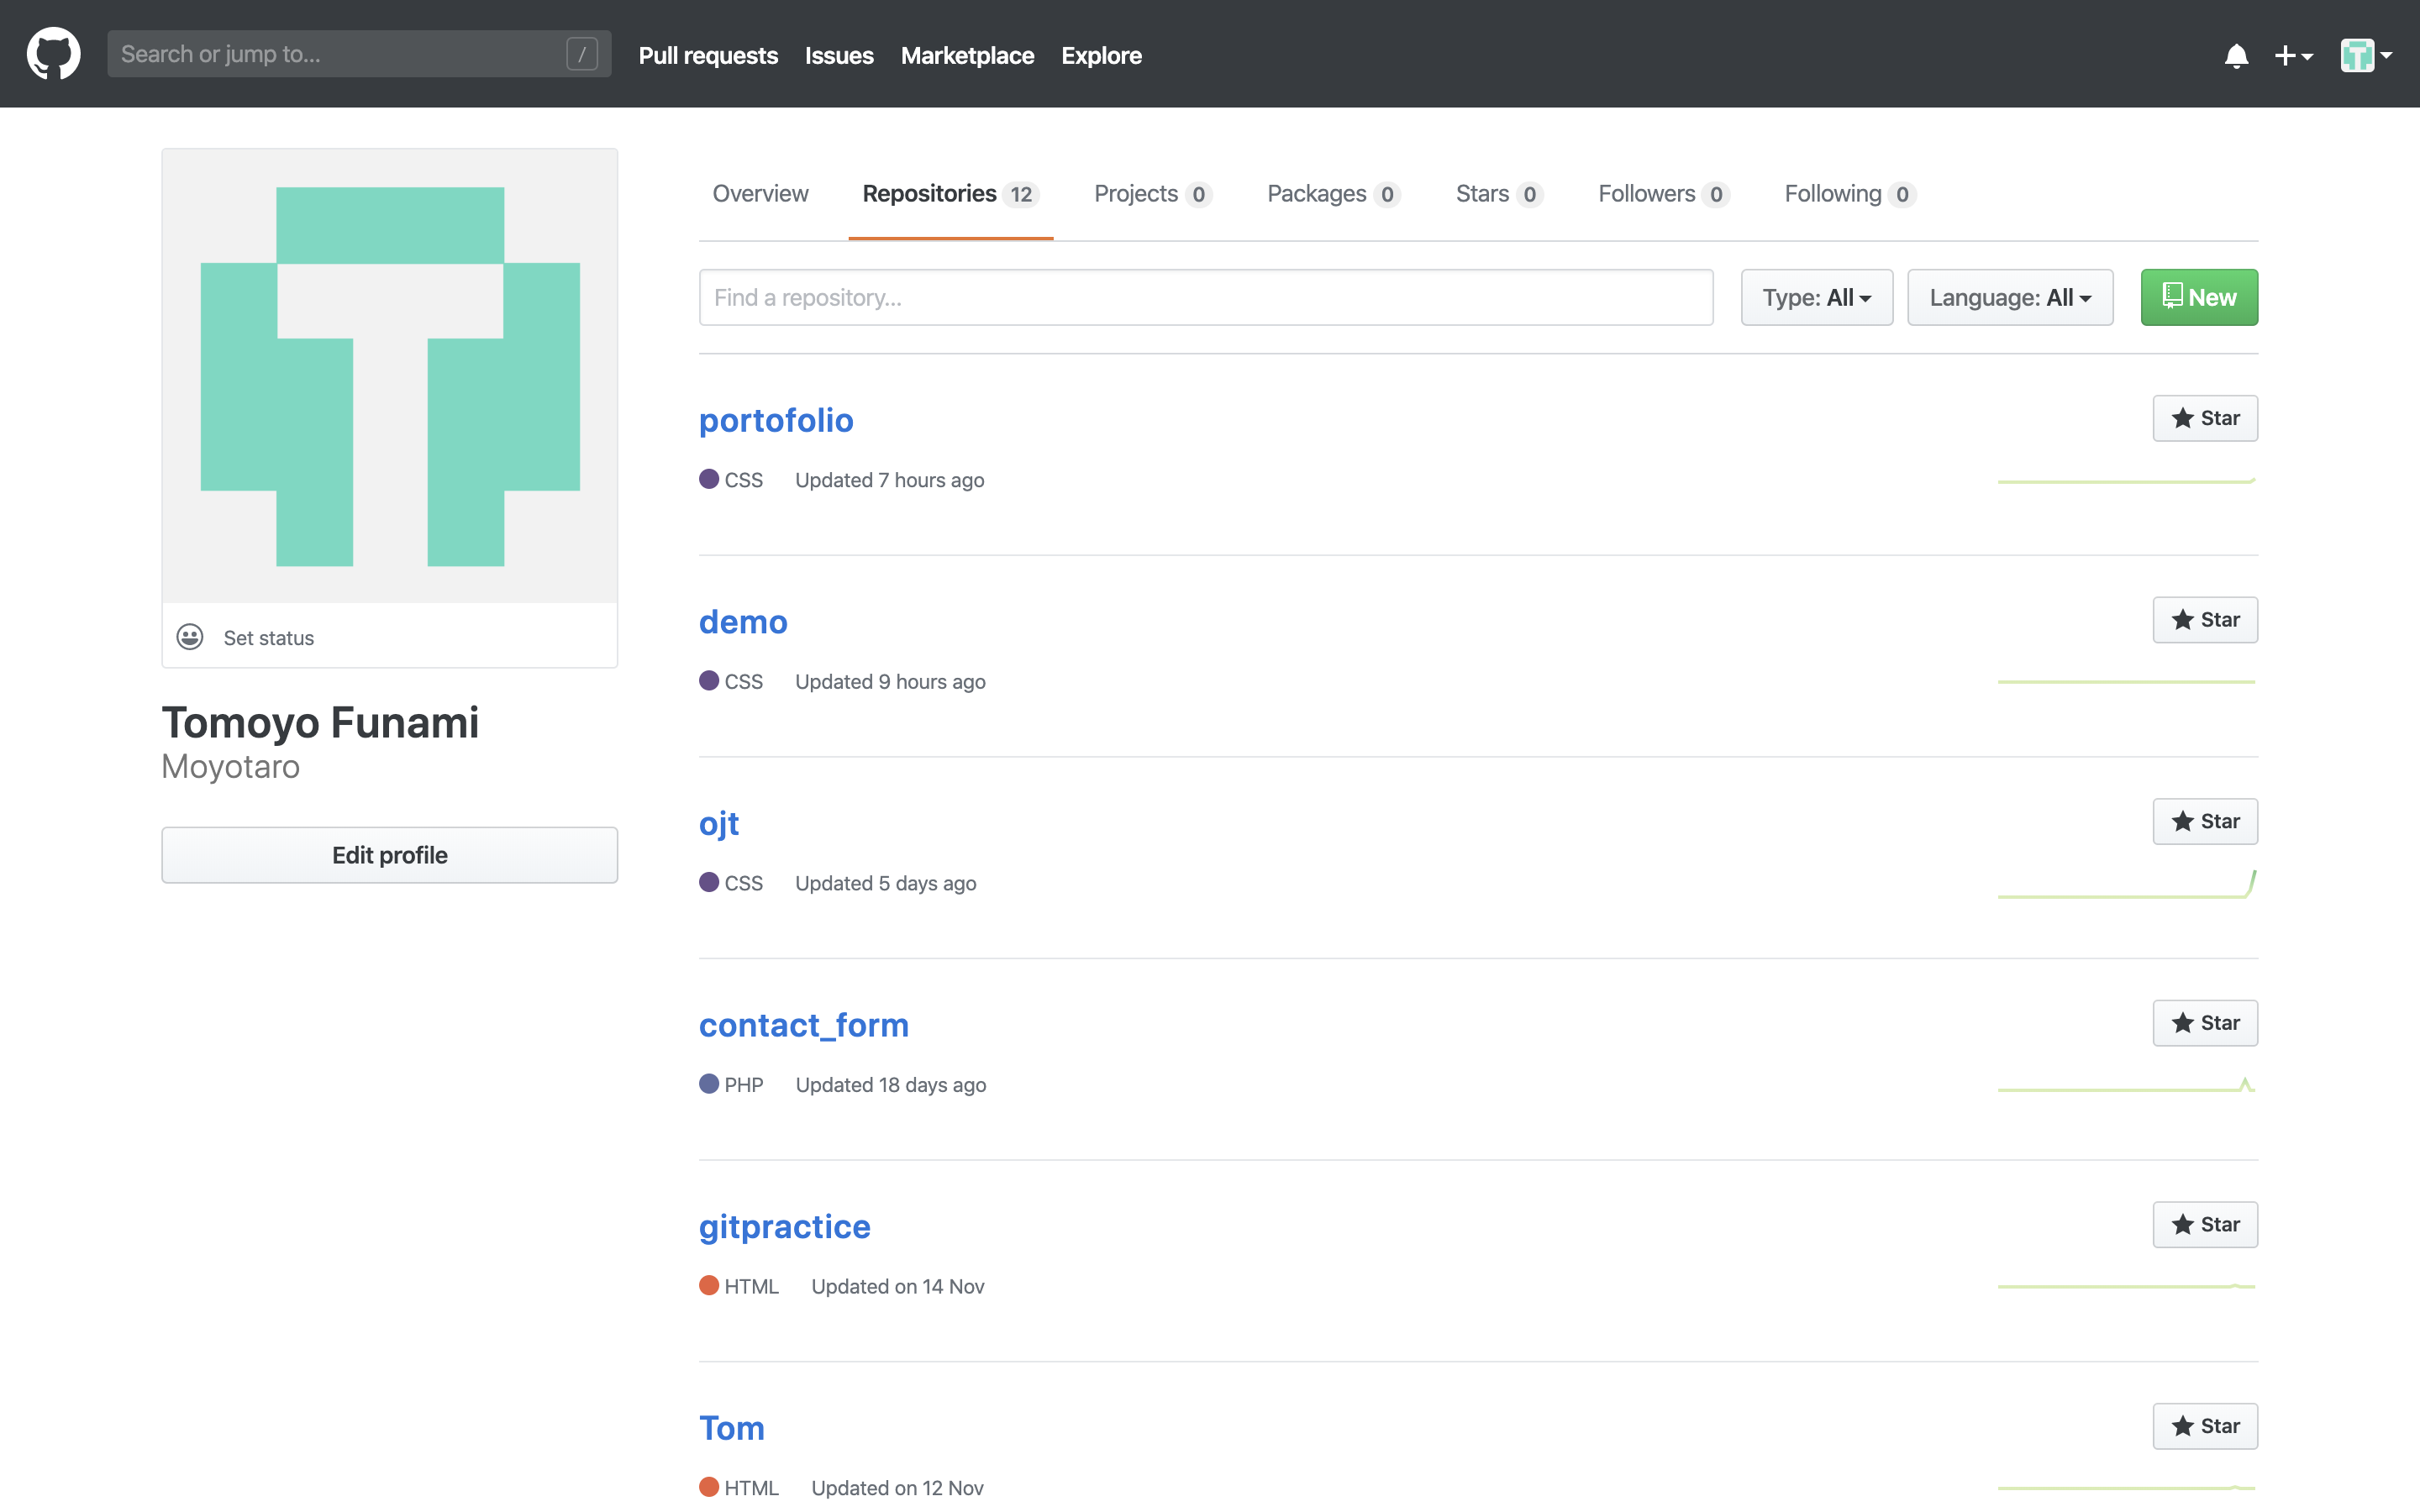 Search or jump to... /
Pull requests Issues Marketplace Explore
Overview Repositories 12 Projects 0 Packages 0 Stars 0 Followers 0 Following 0
Find a repository... Type: All Language: All New
portofolio Star
CSS Updated 7 hours ago
demo Star
Set status
CSS Updated 9 hours ago
Tomoyo Funami
Moyotaro
Edit profile
ojt Star
CSS Updated 5 days ago
contact_form Star
PHP Updated 18 days ago
gitpractice Star
HTML Updated on 14 Nov
Tom Star
HTML Updated on 12 Nov